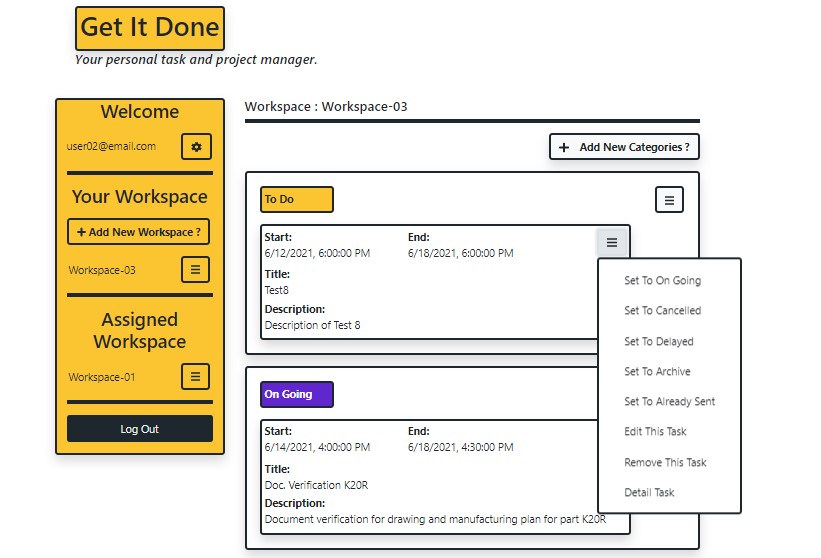 Get It Done
Your personal task and project manager.
Welcome
user02@email.com
Your Workspace
+ Add New Workspace ?
Workspace-03
Assigned
Workspace
Workspace-01
Log Out
Workspace : Workspace-03
+ Add New Categories ?
To Do
Start: End:
6/12/2021, 6:00:00 PM 6/18/2021, 6:00:00 PM
Title:
Test8
Description:
Description of Test 8
Set To On Going
Set To Cancelled
Set To Delayed
Set To Archive
Set To Already Sent
Edit This Task
Remove This Task
Detail Task
On Going
Start: End:
6/14/2021, 4:00:00 PM 6/18/2021, 4:30:00 PM
Title:
Doc. Verification K20R
Description:
Document verification for drawing and manufacturing plan for part K20R